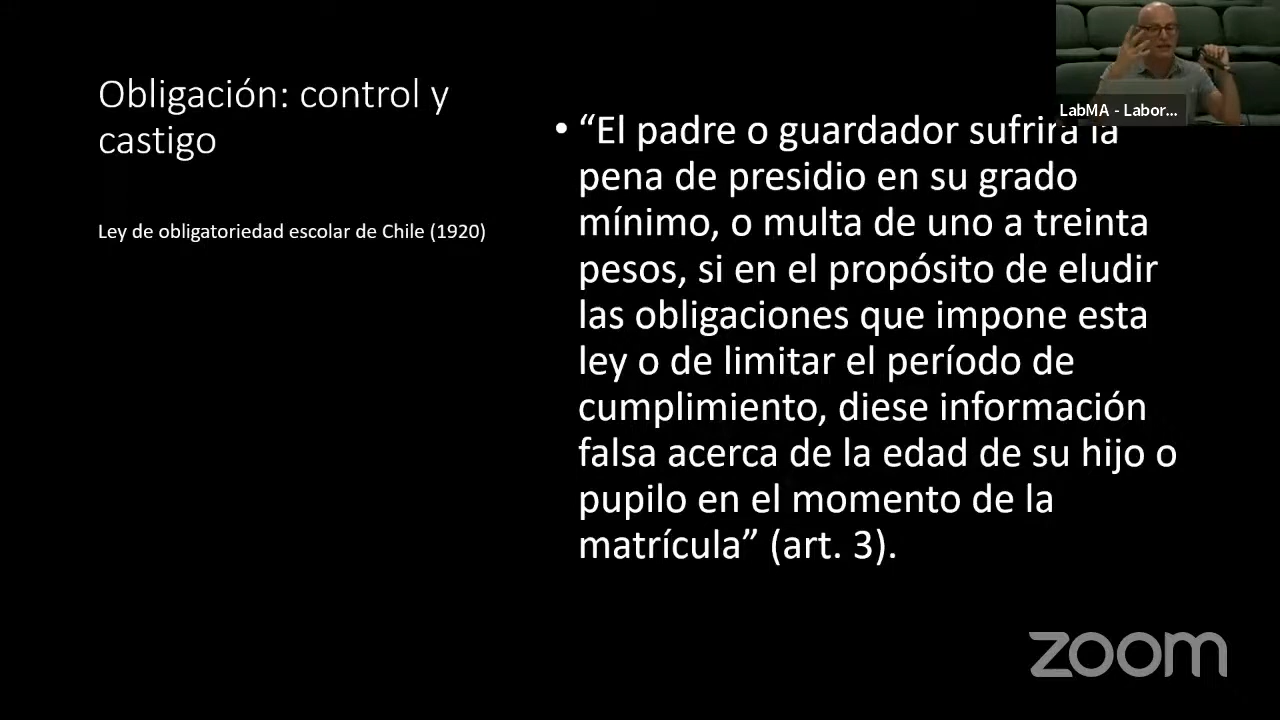 Obligación: control y
castigo
Ley de obligatoriedad escolar de Chile (1920)
LabMA - Labor...
• “El padre o guardador sufrirá la
pena de presidio en su grado
mínimo, o multa de uno a treinta
pesos, si en el propósito de eludir
las obligaciones que impone esta
ley o de limitar el período de
cumplimiento, diese información
falsa acerca de la edad de su hijo o
pupilo en el momento de la
matrícula” (art. 3).
zoom